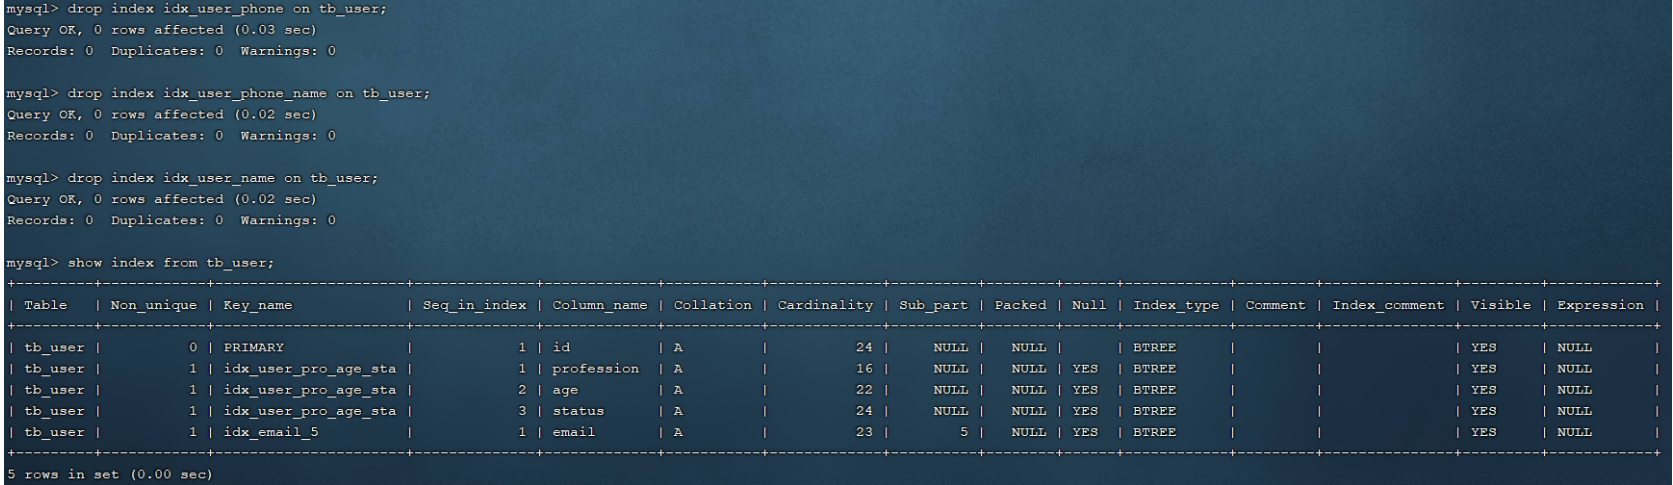 mysql> drop index idx_user_phone on tb_user;
Query OK, 0 rows affected (0.03 sec)
Records: 0  Duplicates: 0  Warnings: 0
mysql> drop index idx_user_phone_name on tb_user;
Query OK, 0 rows affected (0.02 sec)
Records: 0  Duplicates: 0  Warnings: 0
mysql> drop index idx_user_name on tb_user;
Query OK, 0 rows affected (0.02 sec)
Records: 0  Duplicates: 0  Warnings: 0
mysql> show index from tb_user;
+---------+------------+----------------------+--------------+-------------+-----------+-------------+----------+--------+------+------------+---------+---------------+---------+------------+
| Table   | Non_unique | Key_name             | Seq_in_index | Column_name | Collation | Cardinality | Sub_part | Packed | Null | Index_type | Comment | Index_comment | Visible | Expression |
+---------+------------+----------------------+--------------+-------------+-----------+-------------+----------+--------+------+------------+---------+---------------+---------+------------+
| tb_user |          0 | PRIMARY              |            1 | id          | A         |          24 |     NULL |   NULL |      | BTREE      |         |               | YES     | NULL       |
| tb_user |          1 | idx_user_pro_age_sta |            1 | profession  | A         |          16 |     NULL |   NULL | YES  | BTREE      |         |               | YES     | NULL       |
| tb_user |          1 | idx_user_pro_age_sta |            2 | age         | A         |          22 |     NULL |   NULL | YES  | BTREE      |         |               | YES     | NULL       |
| tb_user |          1 | idx_user_pro_age_sta |            3 | status      | A         |          24 |     NULL |   NULL | YES  | BTREE      |         |               | YES     | NULL       |
| tb_user |          1 | idx_email_5          |            1 | email       | A         |          23 |        5 |   NULL | YES  | BTREE      |         |               | YES     | NULL       |
+---------+------------+----------------------+--------------+-------------+-----------+-------------+----------+--------+------+------------+---------+---------------+---------+------------+
5 rows in set (0.00 sec)